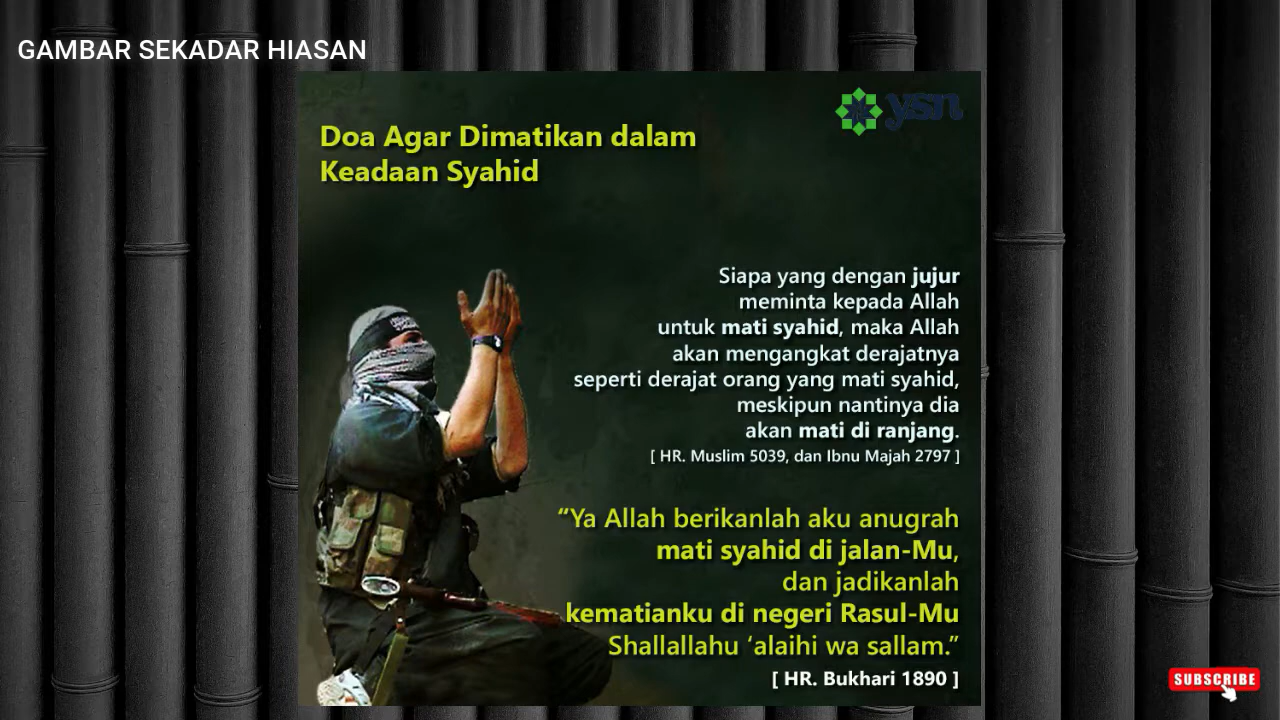 GAMBAR SEKADAR HIASAN
ysn
Doa Agar Dimatikan dalam
Keadaan Syahid
Siapa yang dengan jujur
meminta kepada Allah
untuk mati syahid, maka Allah
akan mengangkat derajatnya
seperti derajat orang yang mati syahid,
meskipun nantinya dia
akan mati di ranjang.
[ HR. Muslim 5039, dan Ibnu Majah 2797 ]
“Ya Allah berikanlah aku anugrah
mati syahid di jalan-Mu,
dan jadikanlah
kematianku di negeri Rasul-Mu
Shallallahu ‘alaihi wa sallam.”
[ HR. Bukhari 1890 ]
SUBSCRIBE